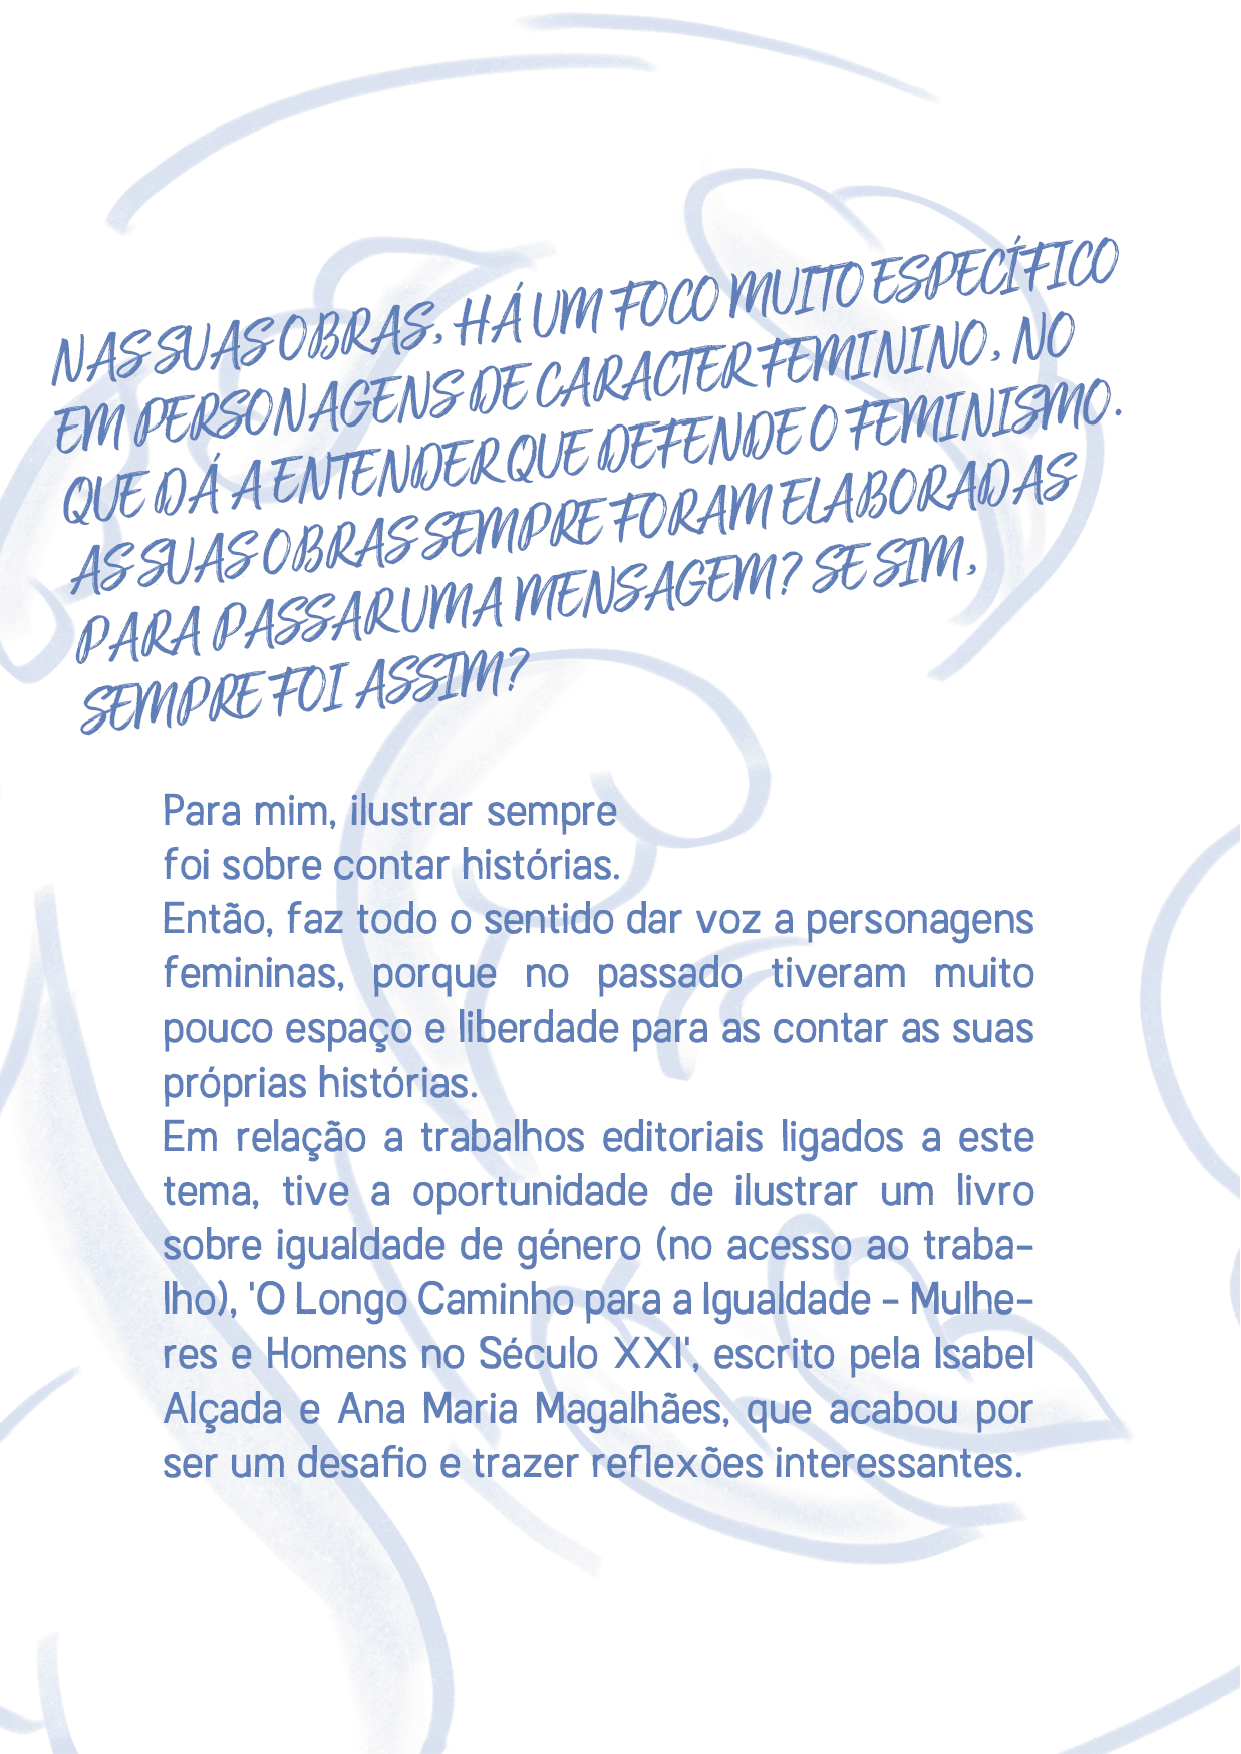 NAS SUAS OBRAS, HÁ UM FOCO MUITO ESPECÍFICO
EM PERSONAGENS DE CARACTER FEMININO, NO
QUE DÁ A ENTENDER QUE DEFENDE O FEMINISMO.
AS SUAS OBRAS SEMPRE FORAM ELABORADAS
PARA PASSAR UMA MENSAGEM? SE SIM,
SEMPRE FOI ASSIM?
Para mim, ilustrar sempre
foi sobre contar histórias.
Então, faz todo o sentido dar voz a personagens
femininas, porque no passado tiveram muito
pouco espaço e liberdade para as contar as suas
próprias histórias.
Em relação a trabalhos editoriais ligados a este
tema, tive a oportunidade de ilustrar um livro
sobre igualdade de género (no acesso ao traba-
lho), 'O Longo Caminho para a Igualdade - Mulhe-
res e Homens no Século XXI', escrito pela Isabel
Alçada e Ana Maria Magalhães, que acabou por
ser um desafio e trazer reflexões interessantes.